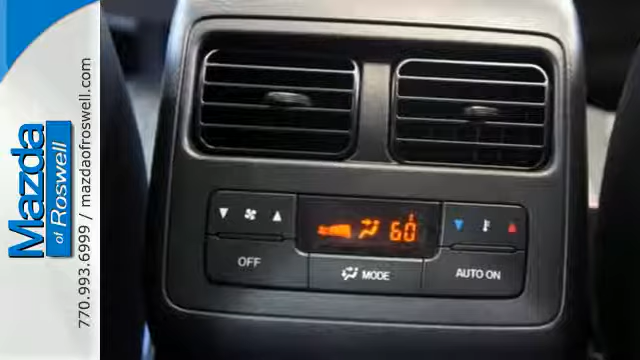 Mazda
of Roswell
770.993.6999 / mazdaofroswell.com
60
OFF
MODE
AUTO ON